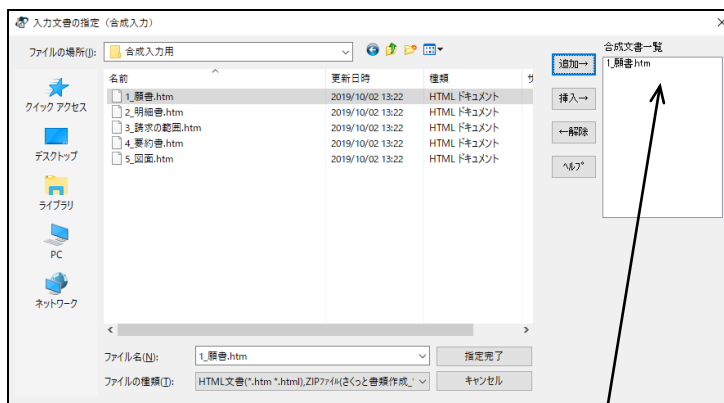 入力文書の指定（合成入力）
ファイルの場所(I):
合成入力用
合成文書一覧
追加→
挿入→
←解除
ﾍﾙﾌﾟ
1_願書.htm
クイック アクセス
デスクトップ
ライブラリ
PC
ネットワーク
名前 更新日時 種類 サ
1_願書.htm 2019/10/02 13:22 HTML ドキュメント
2_明細書.htm 2019/10/02 13:22 HTML ドキュメント
3_請求の範囲.htm 2019/10/02 13:22 HTML ドキュメント
4_要約書.htm 2019/10/02 13:22 HTML ドキュメント
5_図面.htm 2019/10/02 13:22 HTML ドキュメント
ファイル名(N): 1_願書.htm 指定完了
ファイルの種類(T): HTML文書(*.htm *.html),ZIPﾌｧｲﾙ(さくっと書類作成_ キャンセル